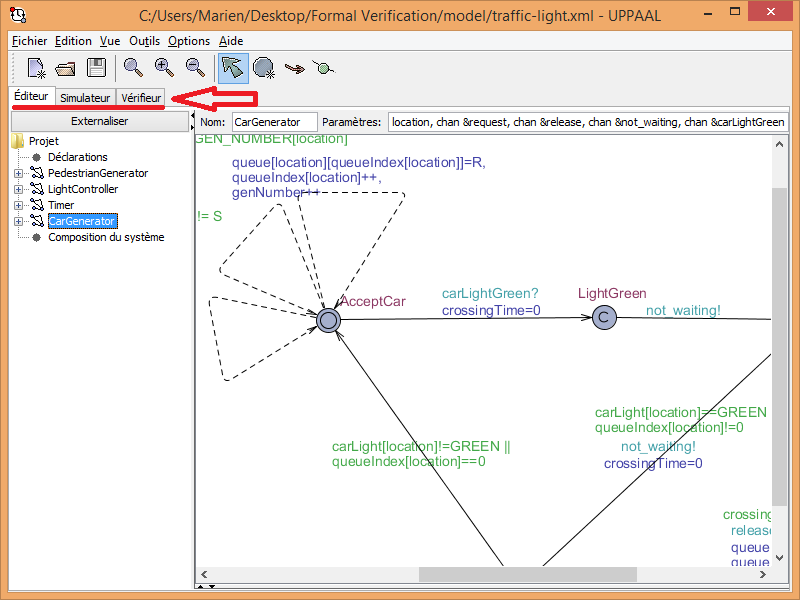 C:/Users/Marien/Desktop/Formal Verification/model/traffic-light.xml - UPPAAL
Fichier Edition Vue Outils Options Aide
Éditeur Simulateur Vérifieur
Externaliser
Nom: CarGenerator Paramètres: location, chan &request, chan &release, chan &not_waiting, chan &carLightGreen
Projet
Déclarations
PedestrianGenerator
LightController
Timer
CarGenerator
Composition du système
GEN_NUMBER[location]
queue[location][queueIndex[location]]=R,
queueIndex[location]++,
genNumber++
!= S
AcceptCar
carLightGreen?
crossingTime=0
LightGreen
C
not_waiting!
carLight[location]==GREEN
queueIndex[location]!=0
not_waiting!
crossingTime=0
carLight[location]!=GREEN ||
queueIndex[location]==0
crossing
release
queue
queue